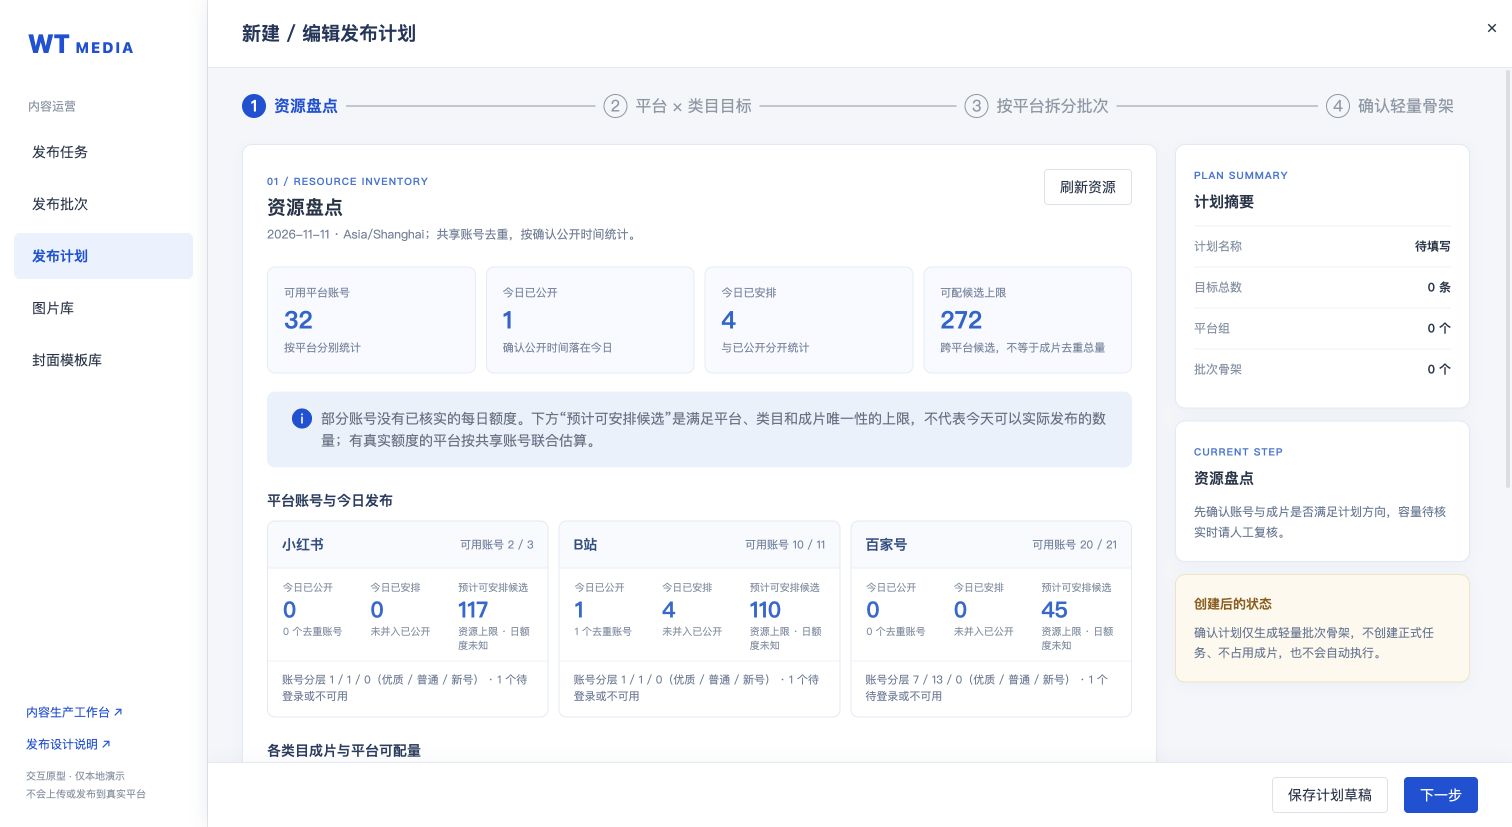 WT MEDIA
内容运营
发布任务
发布批次
发布计划
图片库
封面模板库
内容生产工作台 ↗
发布设计说明 ↗
交互原型 · 仅本地演示
不会上传或发布到真实平台
新建 / 编辑发布计划
×
1 资源盘点
2 平台 × 类目目标
3 按平台拆分批次
4 确认轻量骨架
01 / RESOURCE INVENTORY
资源盘点
2026-11-11 · Asia/Shanghai；共享账号去重，按确认公开时间统计。
刷新资源
可用平台账号
32
按平台分别统计
今日已公开
1
确认公开时间落在今日
今日已安排
4
与已公开分开统计
可配候选上限
272
跨平台候选，不等于成片去重总量
部分账号没有已核实的每日额度。下方“预计可安排候选”是满足平台、类目和成片唯一性的上限，不代表今天可以实际发布的数
量；有真实额度的平台按共享账号联合估算。
平台账号与今日发布
小红书 可用账号 2 / 3
今日已公开 今日已安排 预计可安排候选
0 0 117
0 个去重账号 未并入已公开 资源上限 · 日额
度未知
账号分层 1 / 1 / 0（优质 / 普通 / 新号） · 1 个待
登录或不可用
B站 可用账号 10 / 11
今日已公开 今日已安排 预计可安排候选
1 4 110
1 个去重账号 未并入已公开 资源上限 · 日额
度未知
账号分层 1 / 1 / 0（优质 / 普通 / 新号） · 1 个待
登录或不可用
百家号 可用账号 20 / 21
今日已公开 今日已安排 预计可安排候选
0 0 45
0 个去重账号 未并入已公开 资源上限 · 日额
度未知
账号分层 7 / 13 / 0（优质 / 普通 / 新号） · 1 个
待登录或不可用
各类目成片与平台可配量
PLAN SUMMARY
计划摘要
计划名称 待填写
目标总数 0 条
平台组 0 个
批次骨架 0 个
CURRENT STEP
资源盘点
先确认账号与成片是否满足计划方向，容量待核
实时请人工复核。
创建后的状态
确认计划仅生成轻量批次骨架，不创建正式任
务、不占用成片，也不会自动执行。
保存计划草稿
下一步